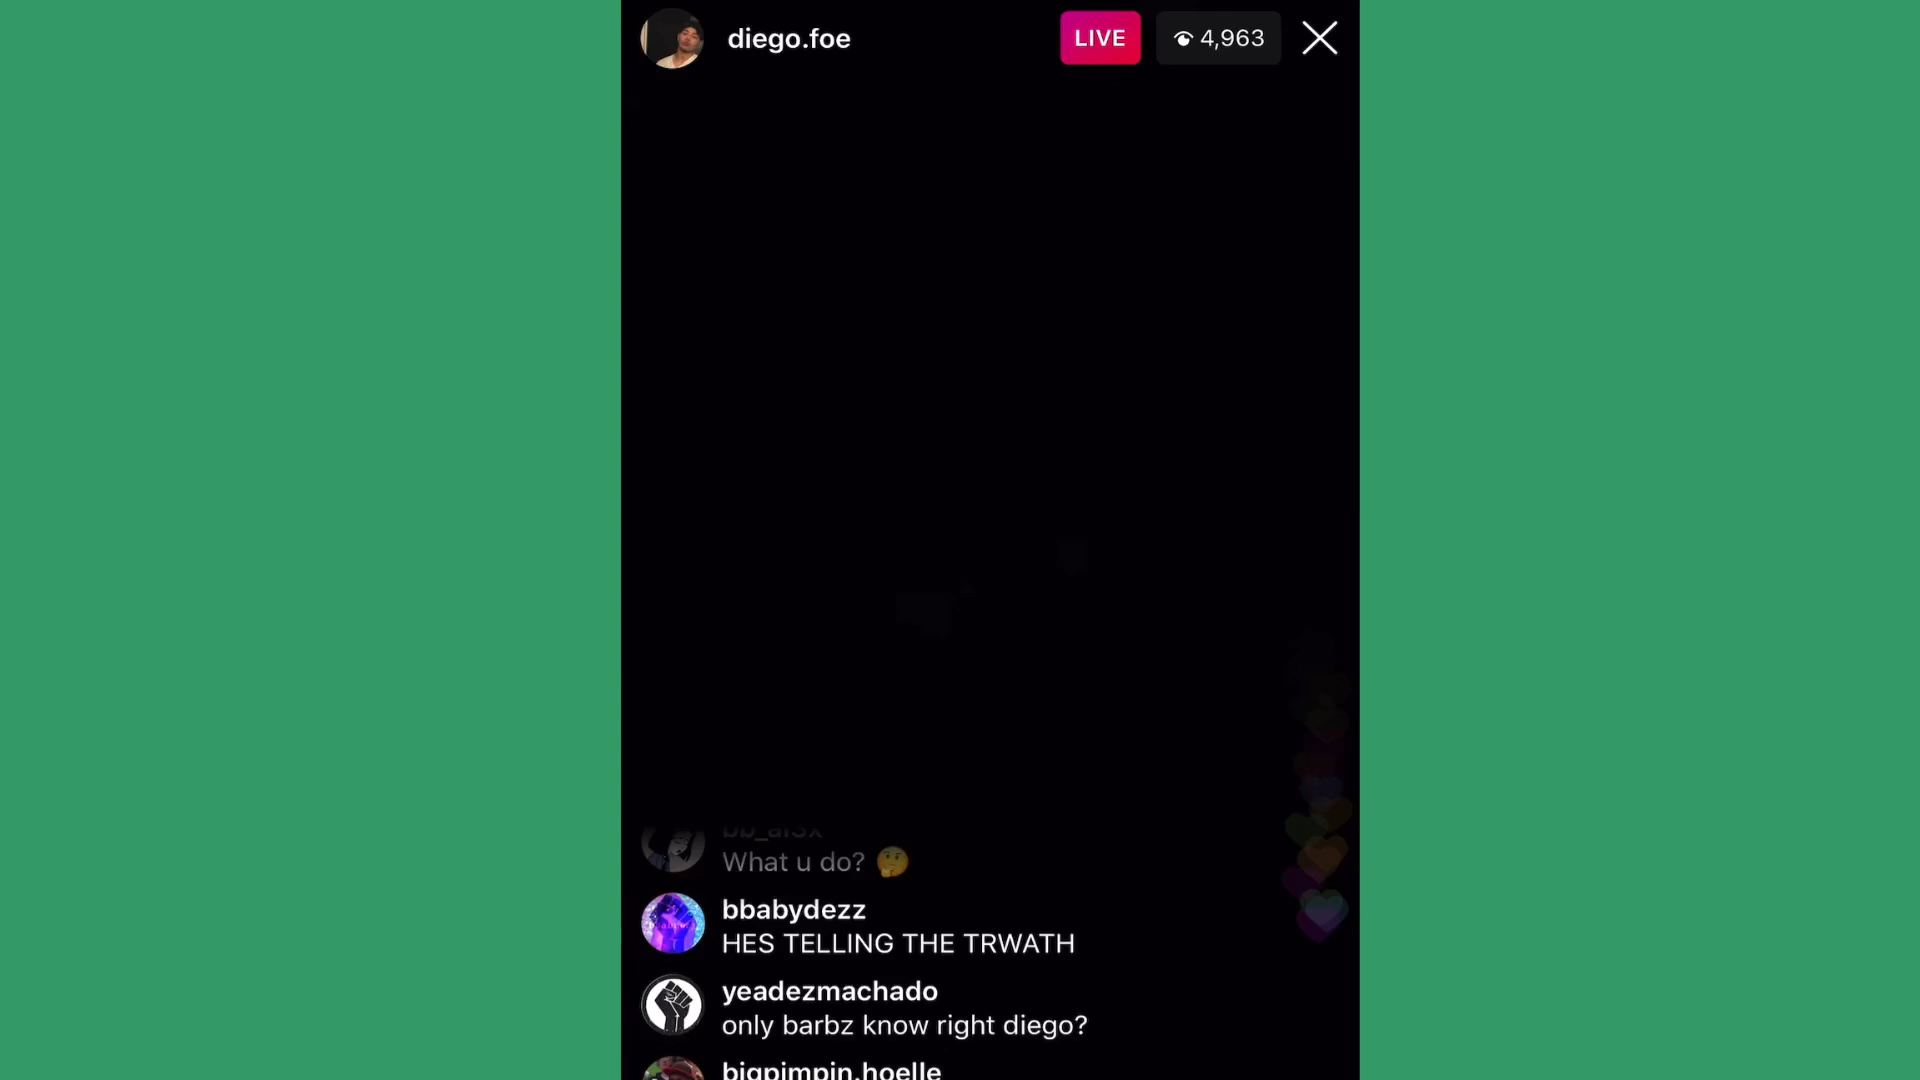 diego.foe
LIVE
4,963
bb_al3x
What u do? 🤔
bbabydezz
HES TELLING THE TRWATH
yeadezmachado
only barbz know right diego?
bigpimpin.hoelle